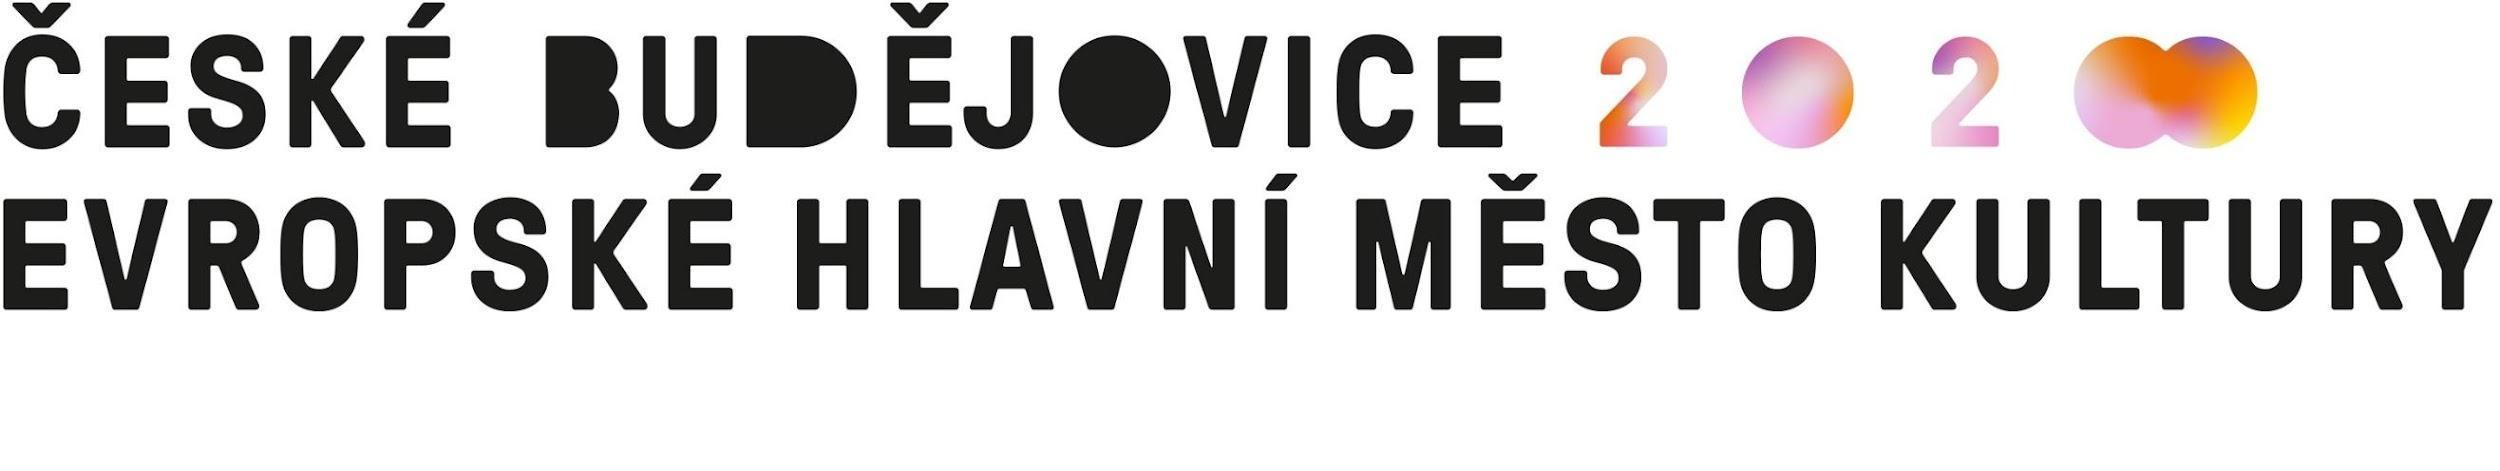 ČESKÉ BUDĚJOVICE 2028
EVROPSKÉ HLAVNÍ MĚSTO KULTURY